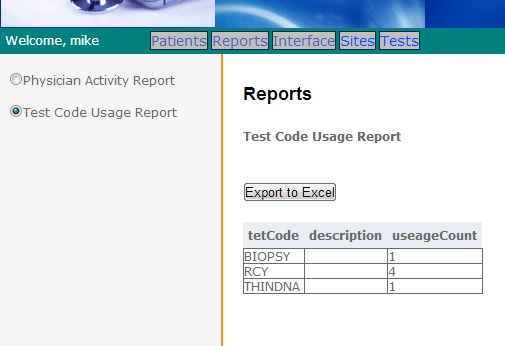 Welcome, mike Patients Reports Interface Sites Tests
Physician Activity Report
Test Code Usage Report
Reports
Test Code Usage Report
Export to Excel
tetCode description useageCount
BIOPSY 1
RCY 4
THINDNA 1